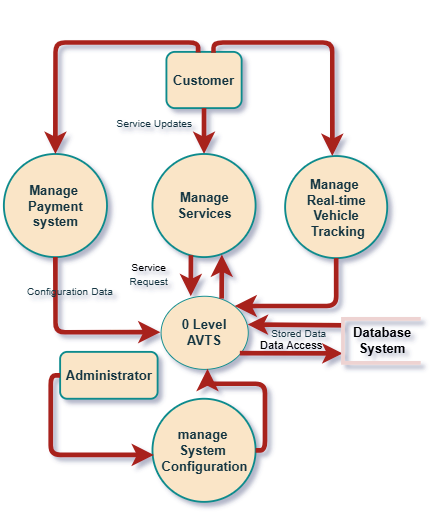 Customer
Service Updates
Manage
Payment
system
Manage
Services
Manage
Real-time
Vehicle
Tracking
Service
Request
Configuration Data
0 Level
AVTS
Stored Data
Data Access
Database
System
Administrator
manage
System
Configuration